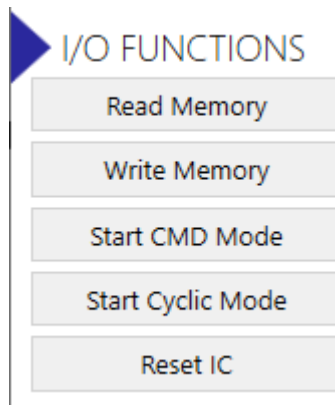 I/O FUNCTIONS
Read Memory
Write Memory
Start CMD Mode
Start Cyclic Mode
Reset IC